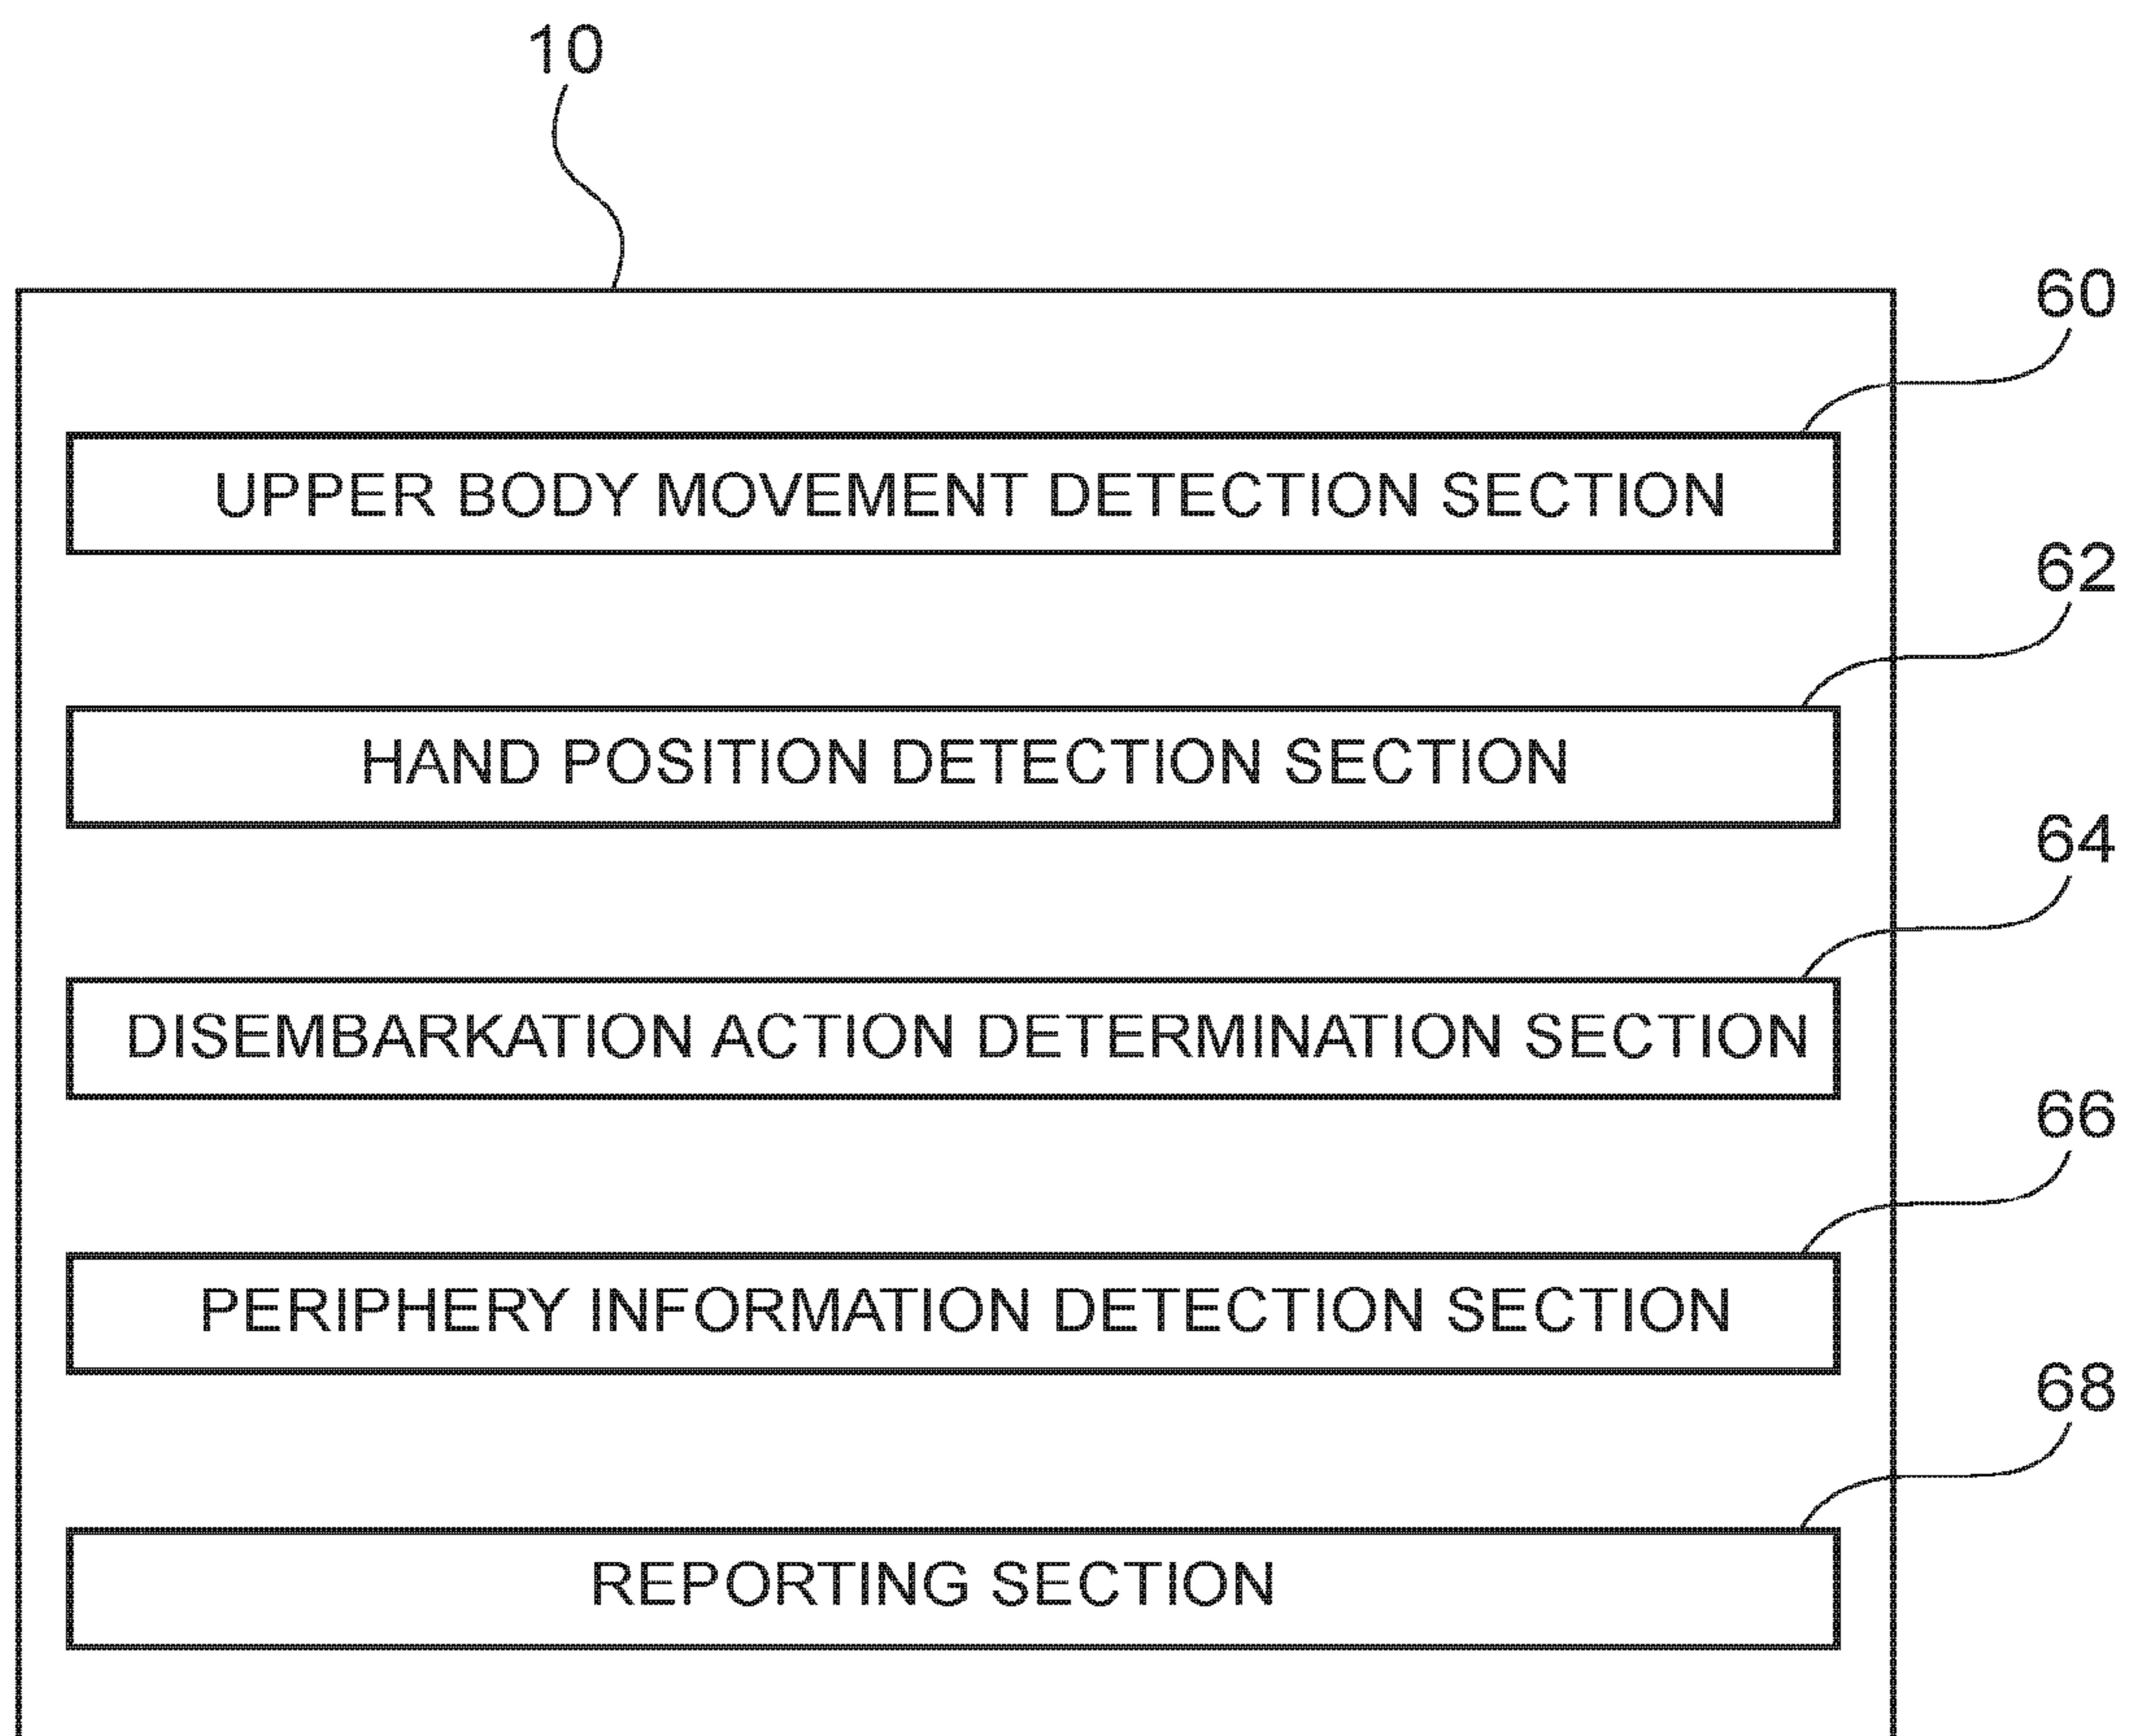 10
60
UPPER BODY MOVEMENT DETECTION SECTION
62
HAND POSITION DETECTION SECTION
64
DISEMBARKATION ACTION DETERMINATION SECTION
66
PERIPHERY INFORMATION DETECTION SECTION
68
REPORTING SECTION